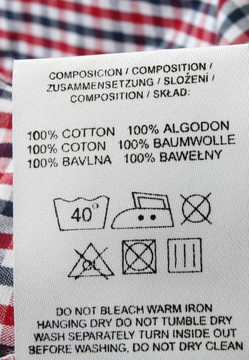 COMPOSICION / COMPOSITION /
ZUSAMMENSETZUNG / SLOŽENÍ /
COMPOSITION / SKŁAD:
100% COTTON 100% ALGODON
100% COTON 100% BAUMWOLLE
100% BAVLNA 100% BAWEŁNY
40°
DO NOT BLEACH WARM IRON
HANGING DRY DO NOT TUMBLE DRY
WASH SEPARATELY TURN INSIDE OUT
BEFORE WASHING, DO NOT DRY CLEAN